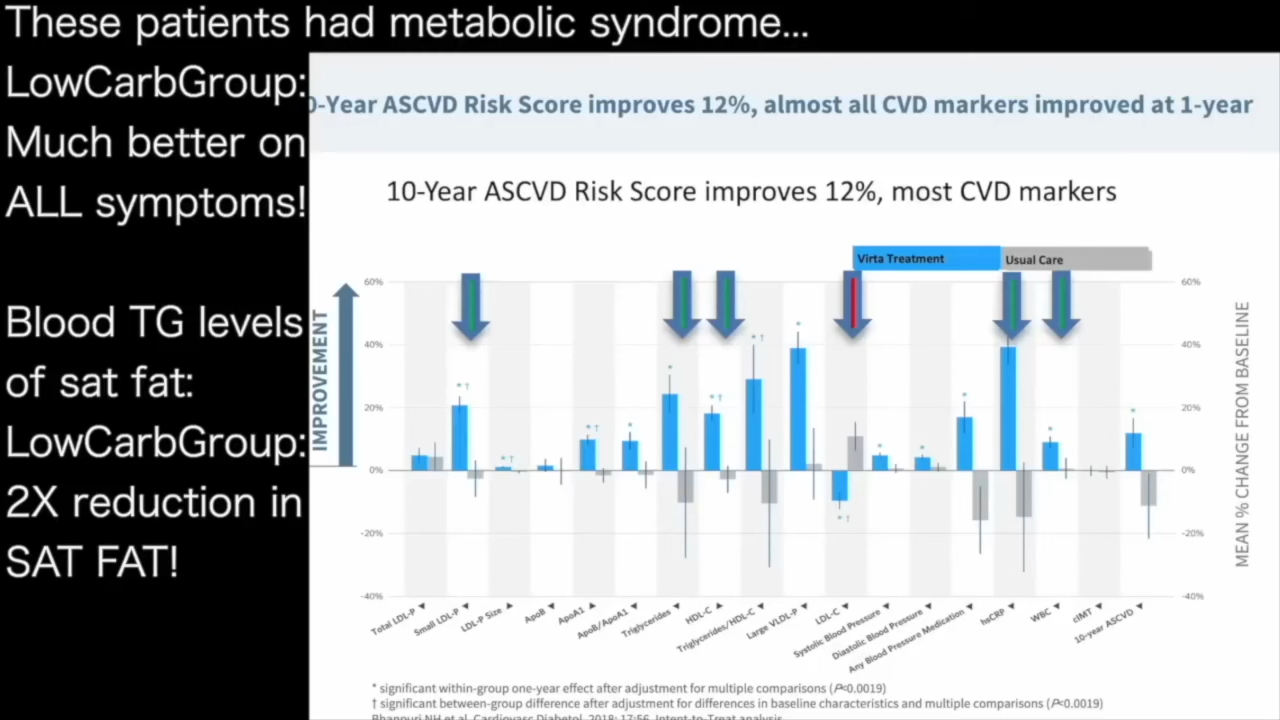 These patients had metabolic syndrome...
LowCarbGroup:
Much better on
ALL symptoms!
Blood TG levels
of sat fat:
LowCarbGroup:
2X reduction in
SAT FAT!
0-Year ASCVD Risk Score improves 12%, almost all CVD markers improved at 1-year
10-Year ASCVD Risk Score improves 12%, most CVD markers
Virta Treatment
Usual Care
IMPROVEMENT
60%
40%
20%
0%
-20%
-40%
60%
40%
20%
0%
-20%
-40%
MEAN % CHANGE FROM BASELINE
Total LDL-P ▼
Small LDL-P ▼
LDL-P Size ▲
ApoB ▼
ApoA1 ▲
ApoB/ApoA1 ▼
Triglycerides ▼
HDL-C ▲
Triglycerides/HDL-C ▼
Large VLDL-P ▼
LDL-C ▼
Systolic Blood Pressure ▼
Diastolic Blood Pressure ▼
Any Blood Pressure Medication ▼
hsCRP ▼
WBC ▼
cIMT ▼
10-year ASCVD ▼
* significant within-group one-year effect after adjustment for multiple comparisons (P<0.0019)
† significant between-group difference after adjustment for differences in baseline characteristics and multiple comparisons (P<0.0019)
Bhanpuri NH et al. Cardiovasc Diabetol. 2018; 17:56. Intent-to-Treat analysis